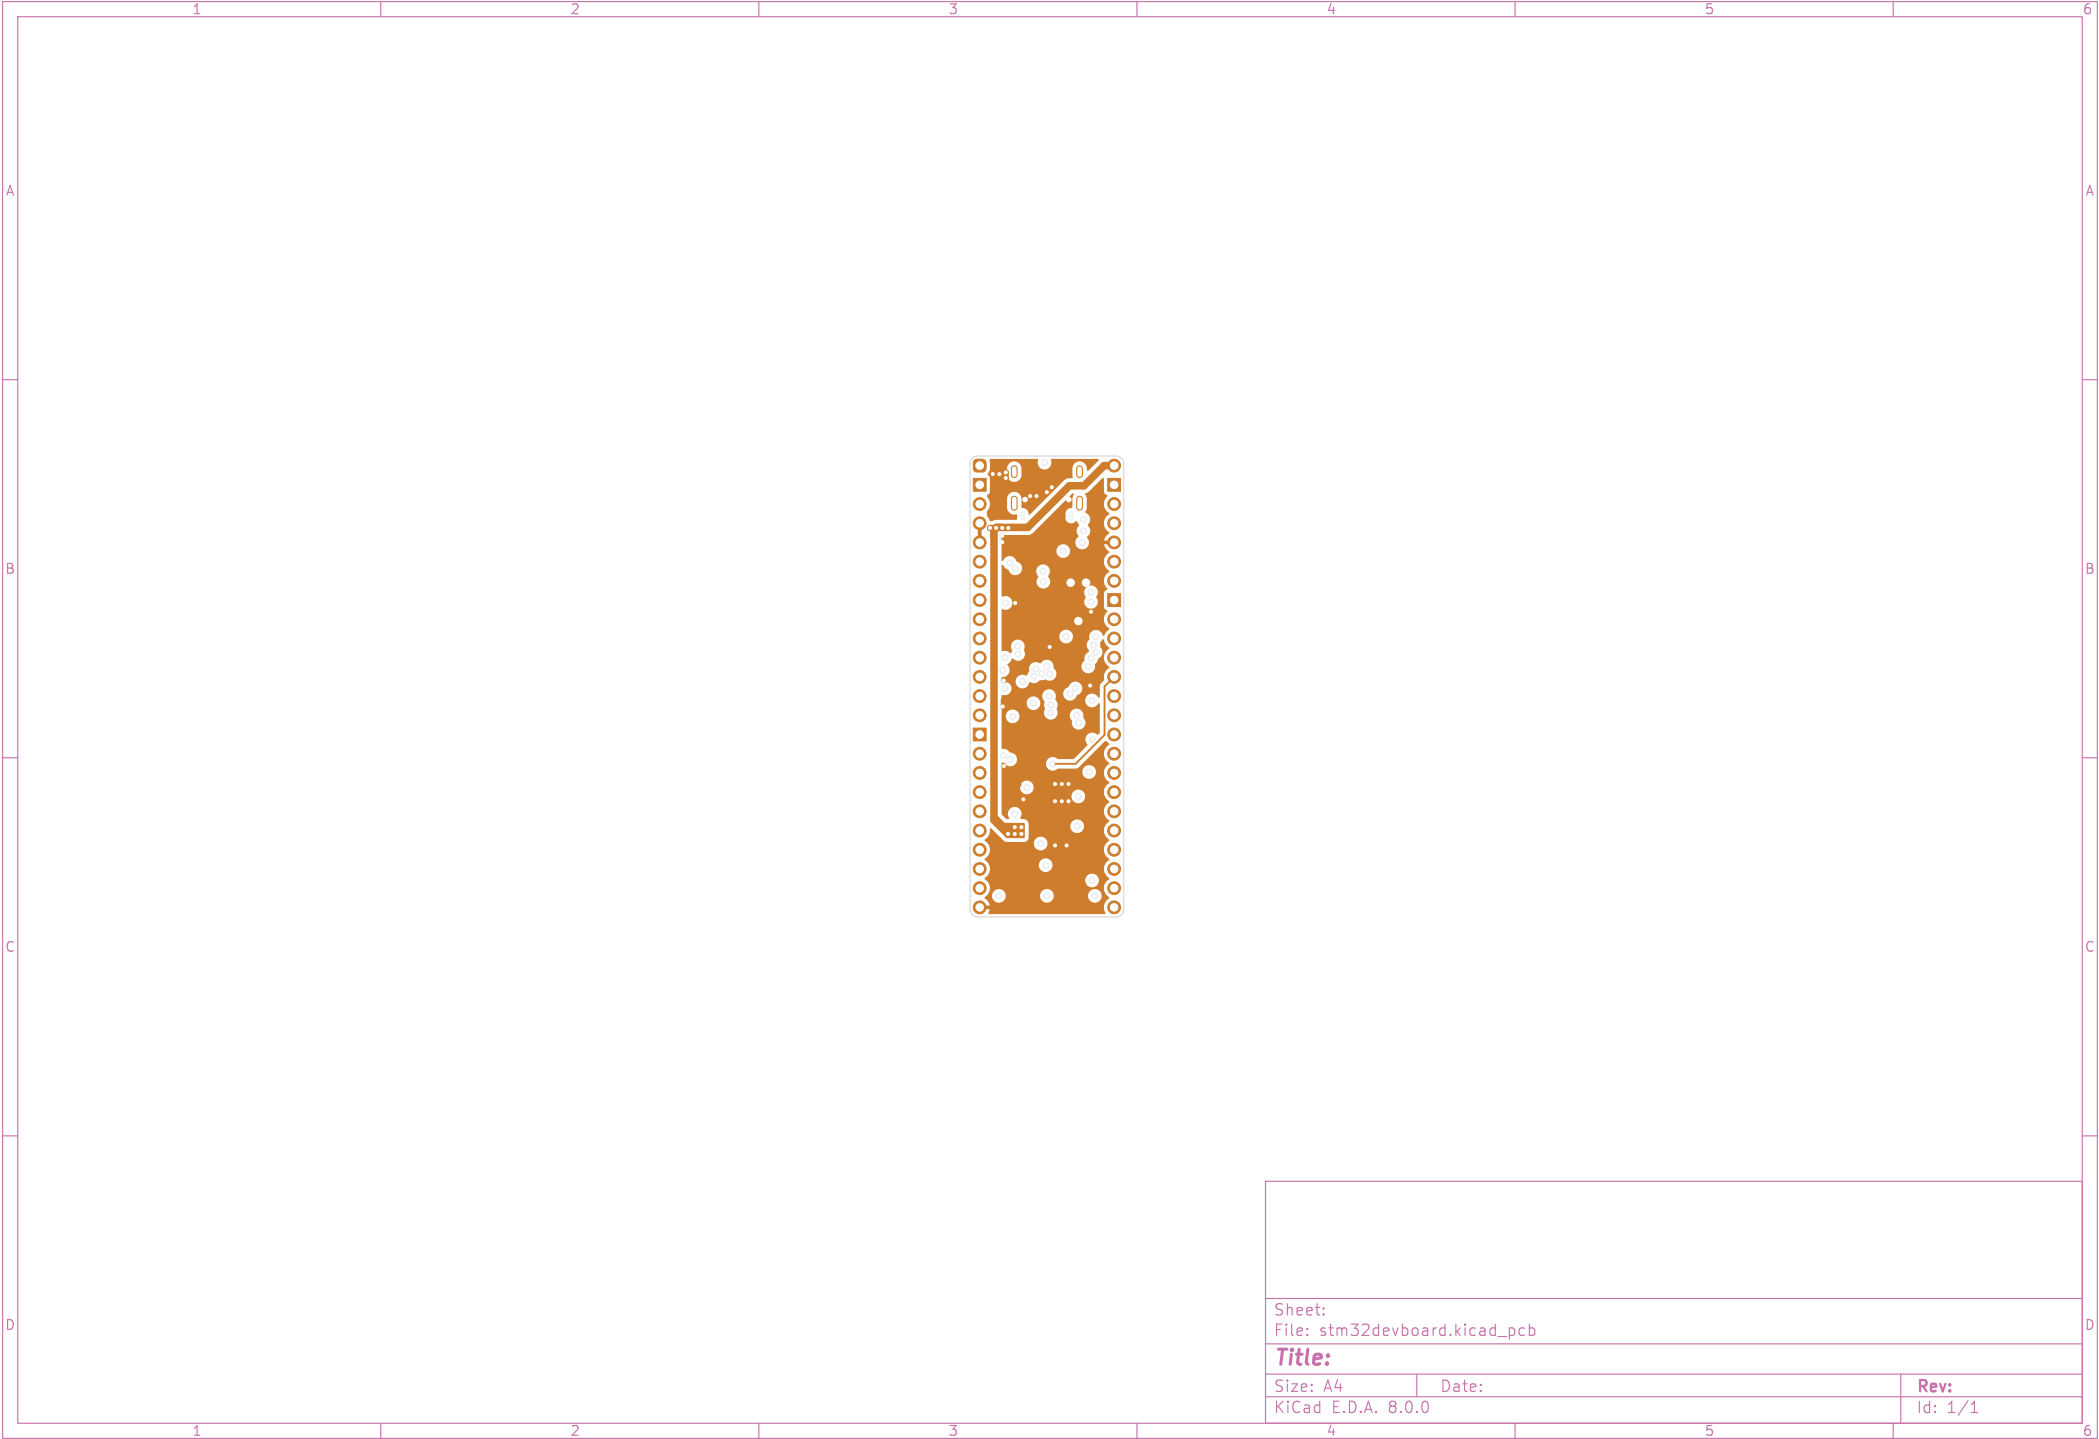 1 2 3 4 5 6
A A
B B
C C
Sheet:
File: stm32devboard.kicad_pcb
D D
Title:
Size: A4 Date: Rev:
KiCad E.D.A. 8.0.0 Id: 1/1
1 2 3 4 5 6